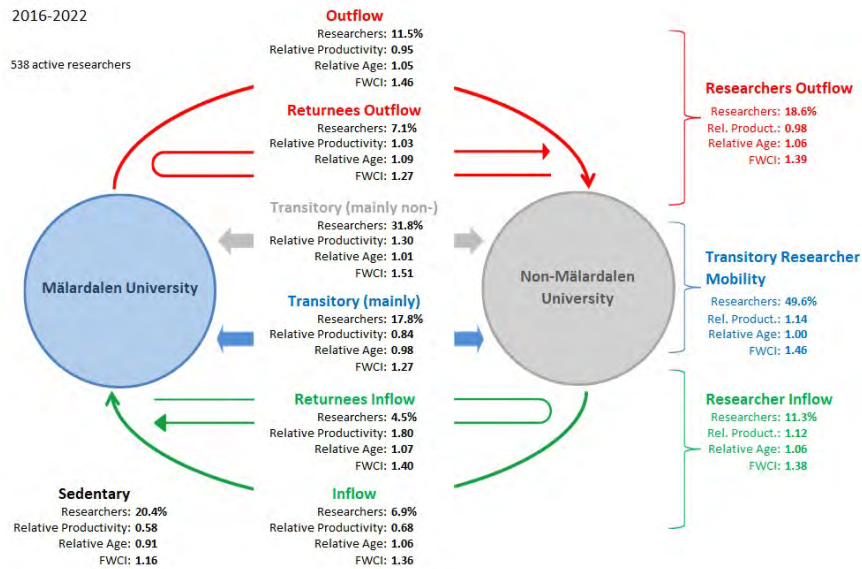 2016-2022
538 active researchers
Outflow
Researchers: 11.5%
Relative Productivity: 0.95
Relative Age: 1.05
FWCI: 1.46
Returnees Outflow
Researchers: 7.1%
Relative Productivity: 1.03
Relative Age: 1.09
FWCI: 1.27
Transitory (mainly non-)
Researchers: 31.8%
Relative Productivity: 1.30
Relative Age: 1.01
FWCI: 1.51
Transitory (mainly)
Researchers: 17.8%
Relative Productivity: 0.84
Relative Age: 0.98
FWCI: 1.27
Returnees Inflow
Researchers: 4.5%
Relative Productivity: 1.80
Relative Age: 1.07
FWCI: 1.40
Inflow
Researchers: 6.9%
Relative Productivity: 0.68
Relative Age: 1.06
FWCI: 1.36
Mälardalen University
Non-Mälardalen
University
Sedentary
Researchers: 20.4%
Relative Productivity: 0.58
Relative Age: 0.91
FWCI: 1.16
Researchers Outflow
Researchers: 18.6%
Rel. Product.: 0.98
Relative Age: 1.06
FWCI: 1.39
Transitory Researcher
Mobility
Researchers: 49.6%
Rel. Product.: 1.14
Relative Age: 1.00
FWCI: 1.46
Researcher Inflow
Researchers: 11.3%
Rel. Product.: 1.12
Relative Age: 1.06
FWCI: 1.38